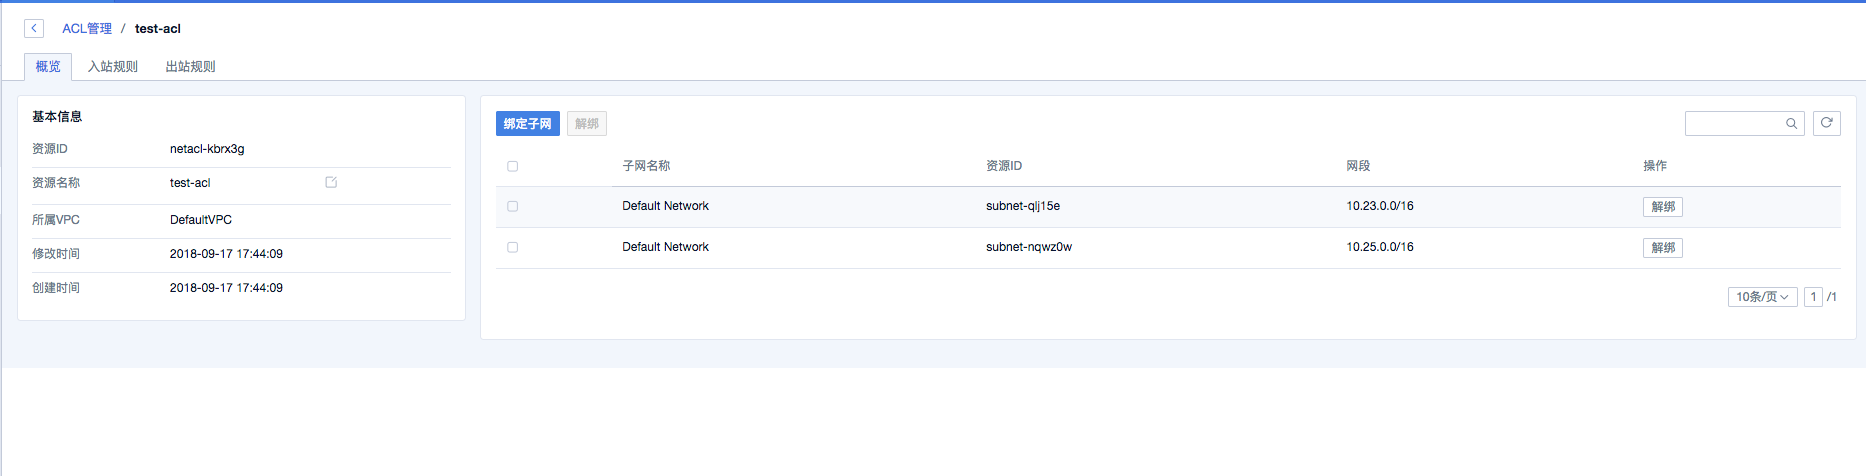 ACL管理 / test-acl
概览 入站规则 出站规则
基本信息
资源ID netacl-kbrx3g
资源名称 test-acl
所属VPC DefaultVPC
修改时间 2018-09-17 17:44:09
创建时间 2018-09-17 17:44:09
绑定子网 解绑
子网名称 资源ID 网段 操作
Default Network subnet-qlj15e 10.23.0.0/16 解绑
Default Network subnet-nqwz0w 10.25.0.0/16 解绑
10条/页 1 /1